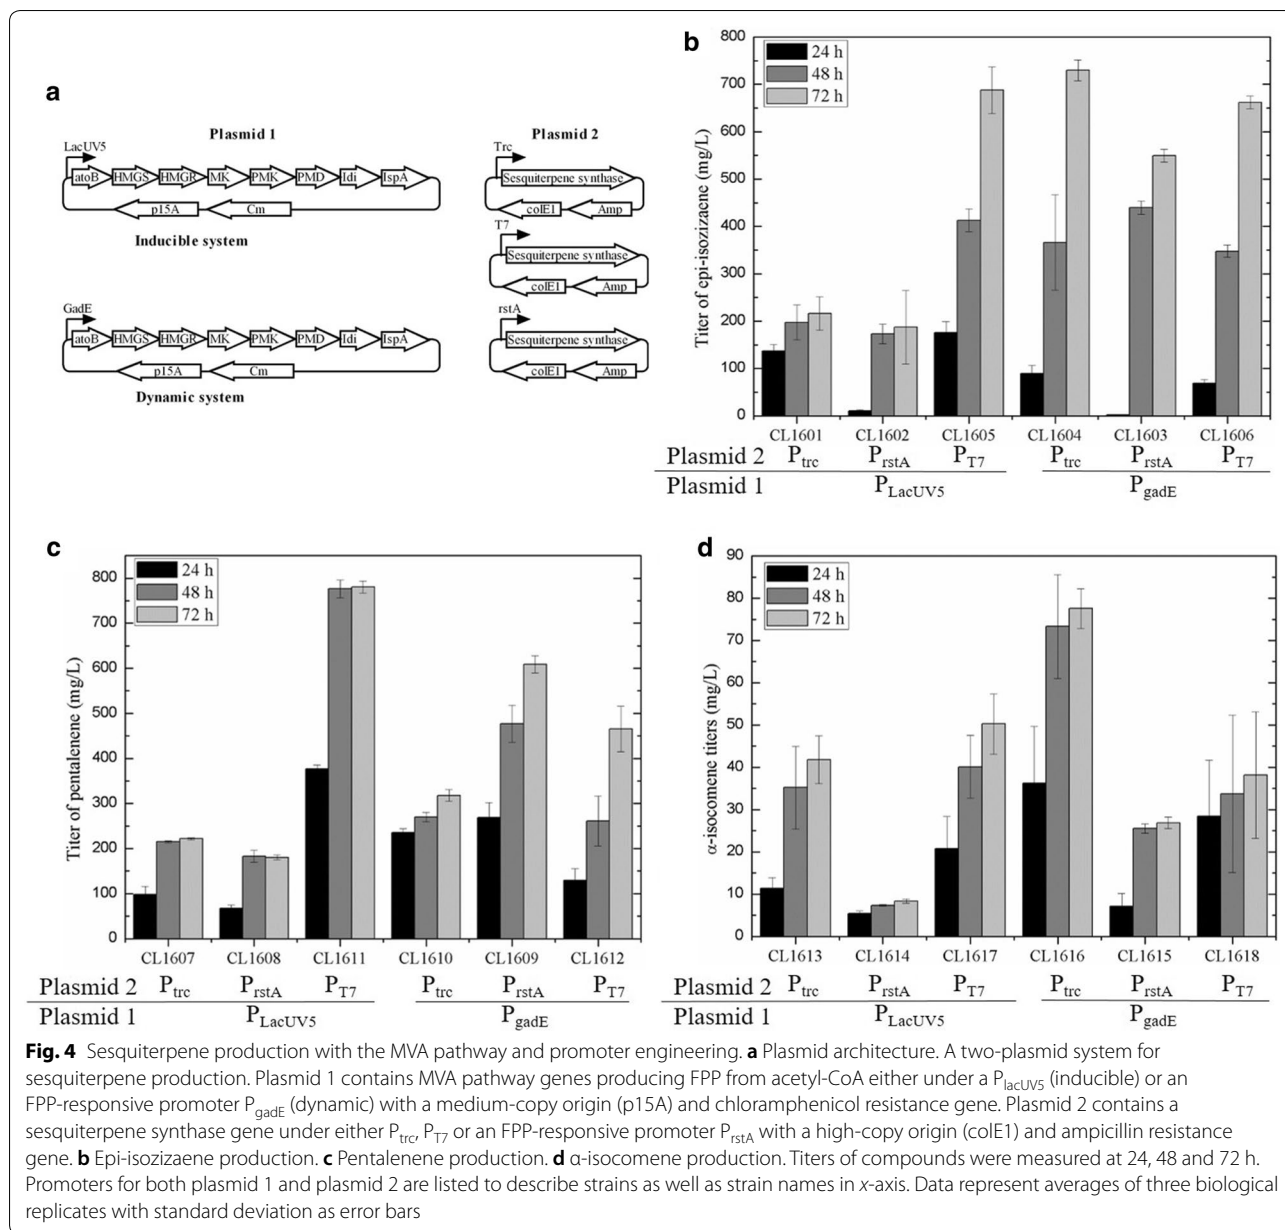 a
Plasmid 1
LacUV5
atoB HMGS HMGR MK PMK PMD Idi IspA
p15A Cm
Inducible system
GadE
atoB HMGS HMGR MK PMK PMD Idi IspA
p15A Cm
Dynamic system
Plasmid 2
Trc
Sesquiterpene synthase
colE1 Amp
T7
Sesquiterpene synthase
colE1 Amp
rstA
Sesquiterpene synthase
colE1 Amp
b
Titer of epi-isozizaene (mg/L)
800
700
600
500
400
300
200
100
0
24 h
48 h
72 h
CL1601 CL1602 CL1605 CL1604 CL1603 CL1606
Plasmid 2 Ptrc PrstA PT7 Ptrc PrstA PT7
Plasmid 1 PLacUV5 PgadE
c
Titer of pentalenene (mg/L)
800
700
600
500
400
300
200
100
0
24 h
48 h
72 h
CL1607 CL1608 CL1611 CL1610 CL1609 CL1612
Plasmid 2 Ptrc PrstA PT7 Ptrc PrstA PT7
Plasmid 1 PLacUV5 PgadE
d
α-isocomene titers (mg/L)
90
80
70
60
50
40
30
20
10
0
24 h
48 h
72 h
CL1613 CL1614 CL1617 CL1616 CL1615 CL1618
Plasmid 2 Ptrc PrstA PT7 Ptrc PrstA PT7
Plasmid 1 PLacUV5 PgadE
Fig. 4 Sesquiterpene production with the MVA pathway and promoter engineering. a Plasmid architecture. A two-plasmid system for
sesquiterpene production. Plasmid 1 contains MVA pathway genes producing FPP from acetyl-CoA either under a PlacUV5 (inducible) or an
FPP-responsive promoter PgadE (dynamic) with a medium-copy origin (p15A) and chloramphenicol resistance gene. Plasmid 2 contains a
sesquiterpene synthase gene under either Ptrc, PT7 or an FPP-responsive promoter PrstA with a high-copy origin (colE1) and ampicillin resistance
gene. b Epi-isozizaene production. c Pentalenene production. d α-isocomene production. Titers of compounds were measured at 24, 48 and 72 h.
Promoters for both plasmid 1 and plasmid 2 are listed to describe strains as well as strain names in x-axis. Data represent averages of three biological
replicates with standard deviation as error bars